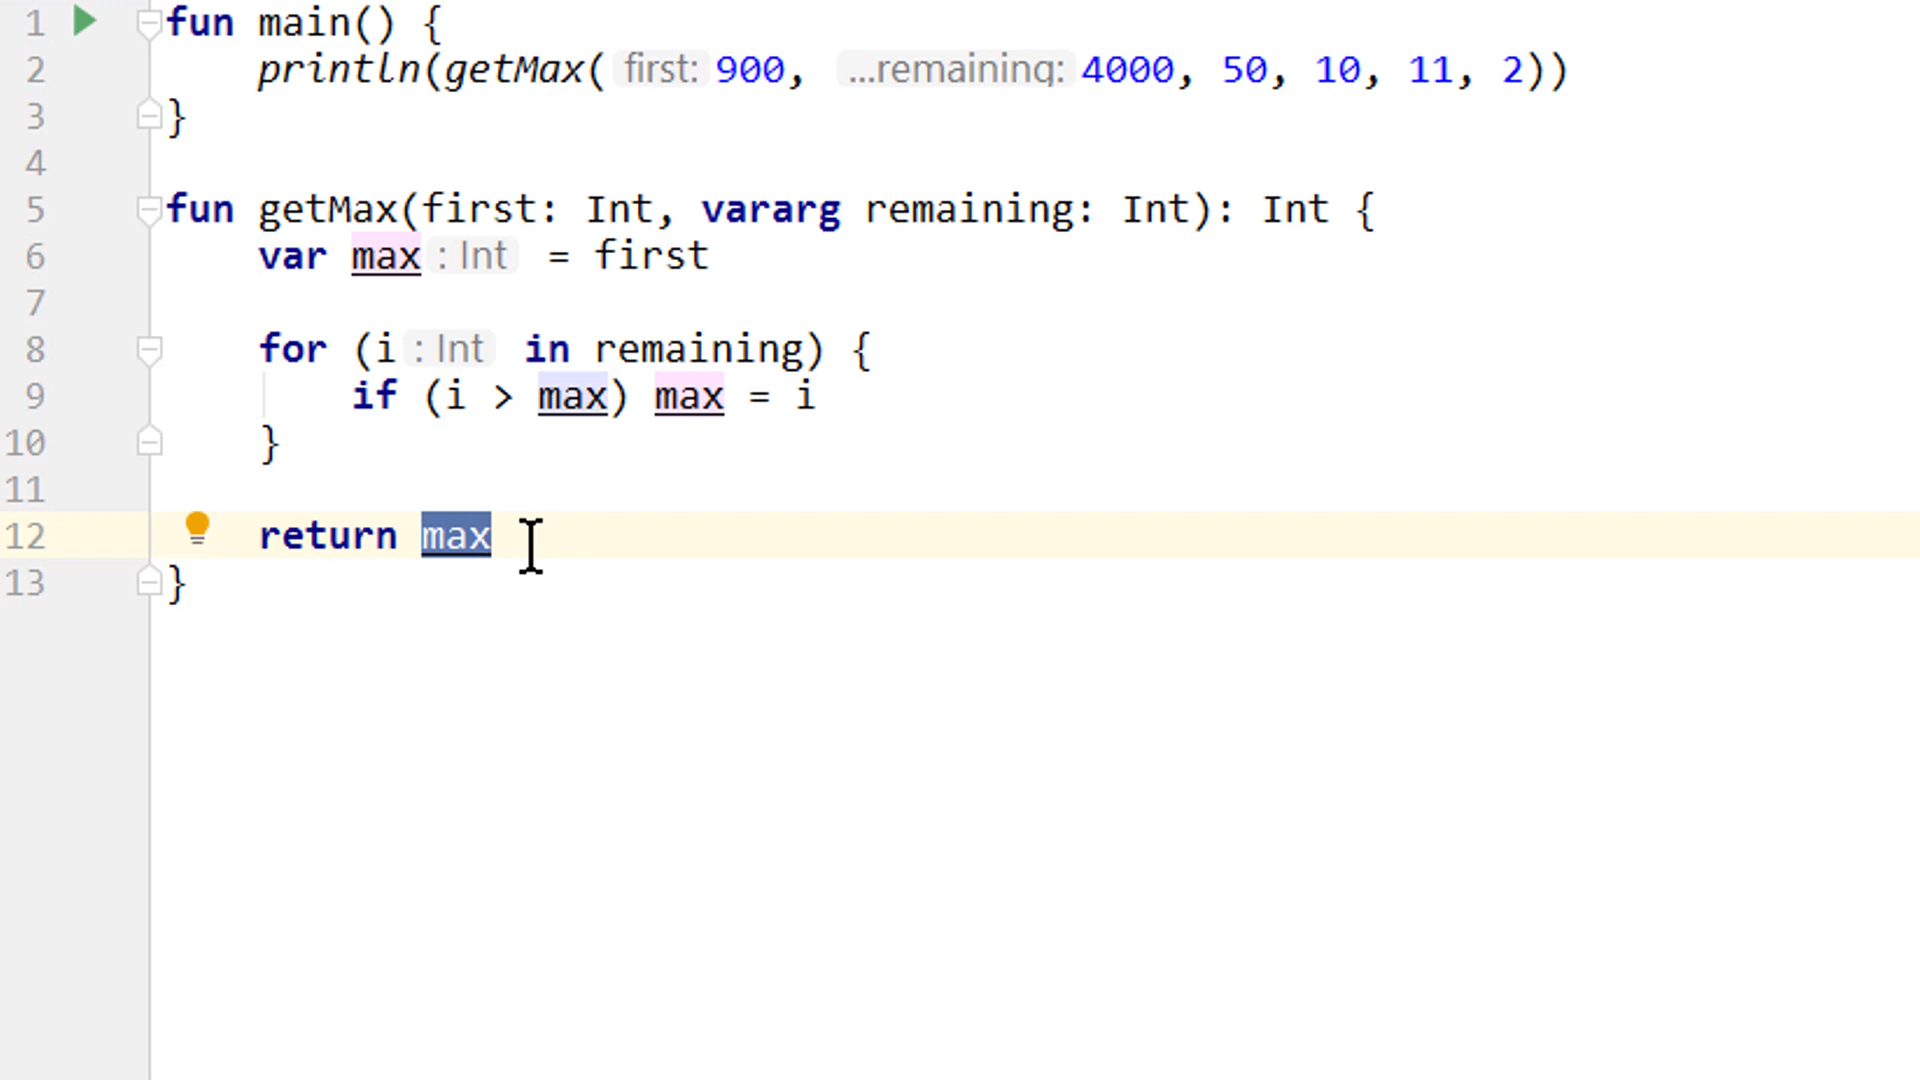 1 fun main() {
2 println(getMax( first: 900, ...remaining: 4000, 50, 10, 11, 2))
3 }
4
5 fun getMax(first: Int, vararg remaining: Int): Int {
6 var max : Int = first
7
8 for (i : Int in remaining) {
9 if (i > max) max = i
10 }
11
12 return max
13 }